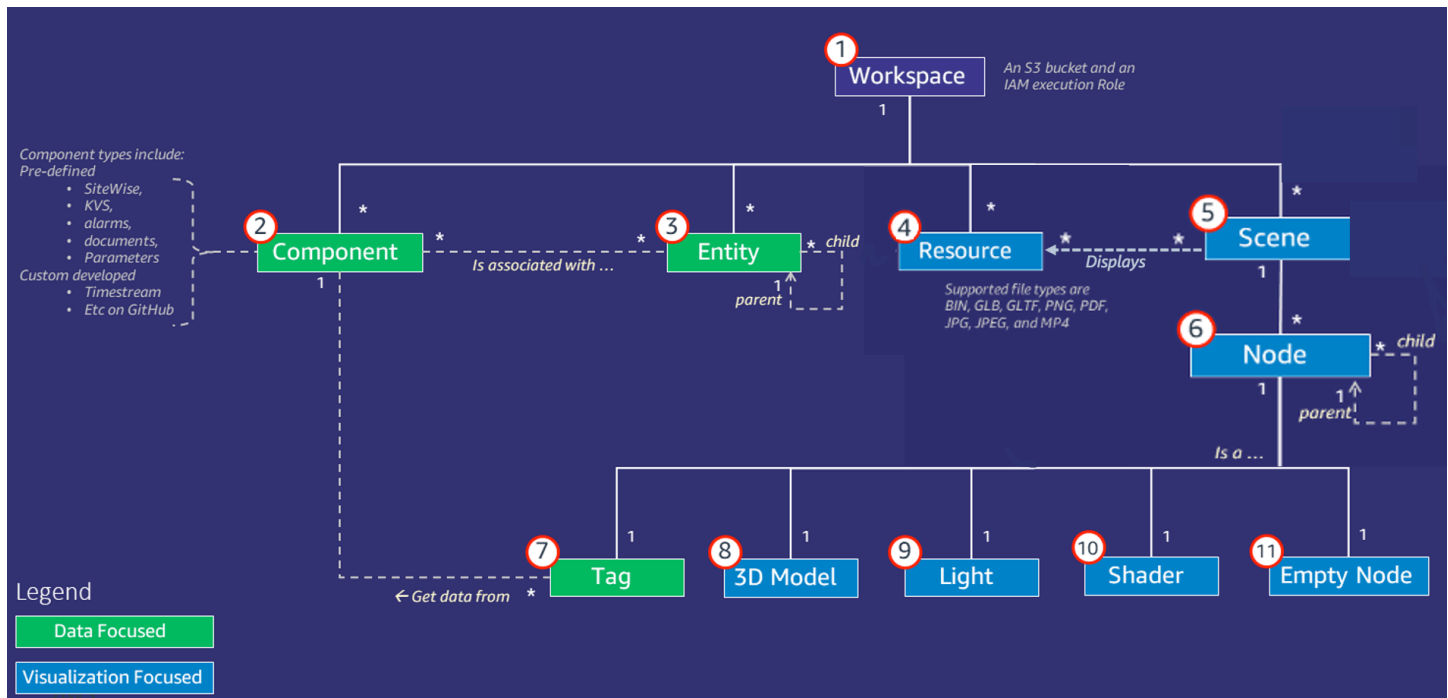 1
Workspace
An S3 bucket and an
IAM execution Role
1
Component types include:
Pre-defined
• SiteWise,
• KVS,
• alarms,
• documents,
• Parameters
Custom developed
• Timestream
• Etc on GitHub
*
*
*
*
2
Component
1
*
Is associated with ...
*
3
Entity
* child
1
parent
4
Resource
Supported file types are
BIN, GLB, GLTF, PNG, PDF,
JPG, JPEG, and MP4
*
Displays
*
5
Scene
1
*
6
Node
* child
1
parent
1
Is a ...
1
1
1
1
1
7
Tag
8
3D Model
9
Light
10
Shader
11
Empty Node
← Get data from *
Legend
Data Focused
Visualization Focused